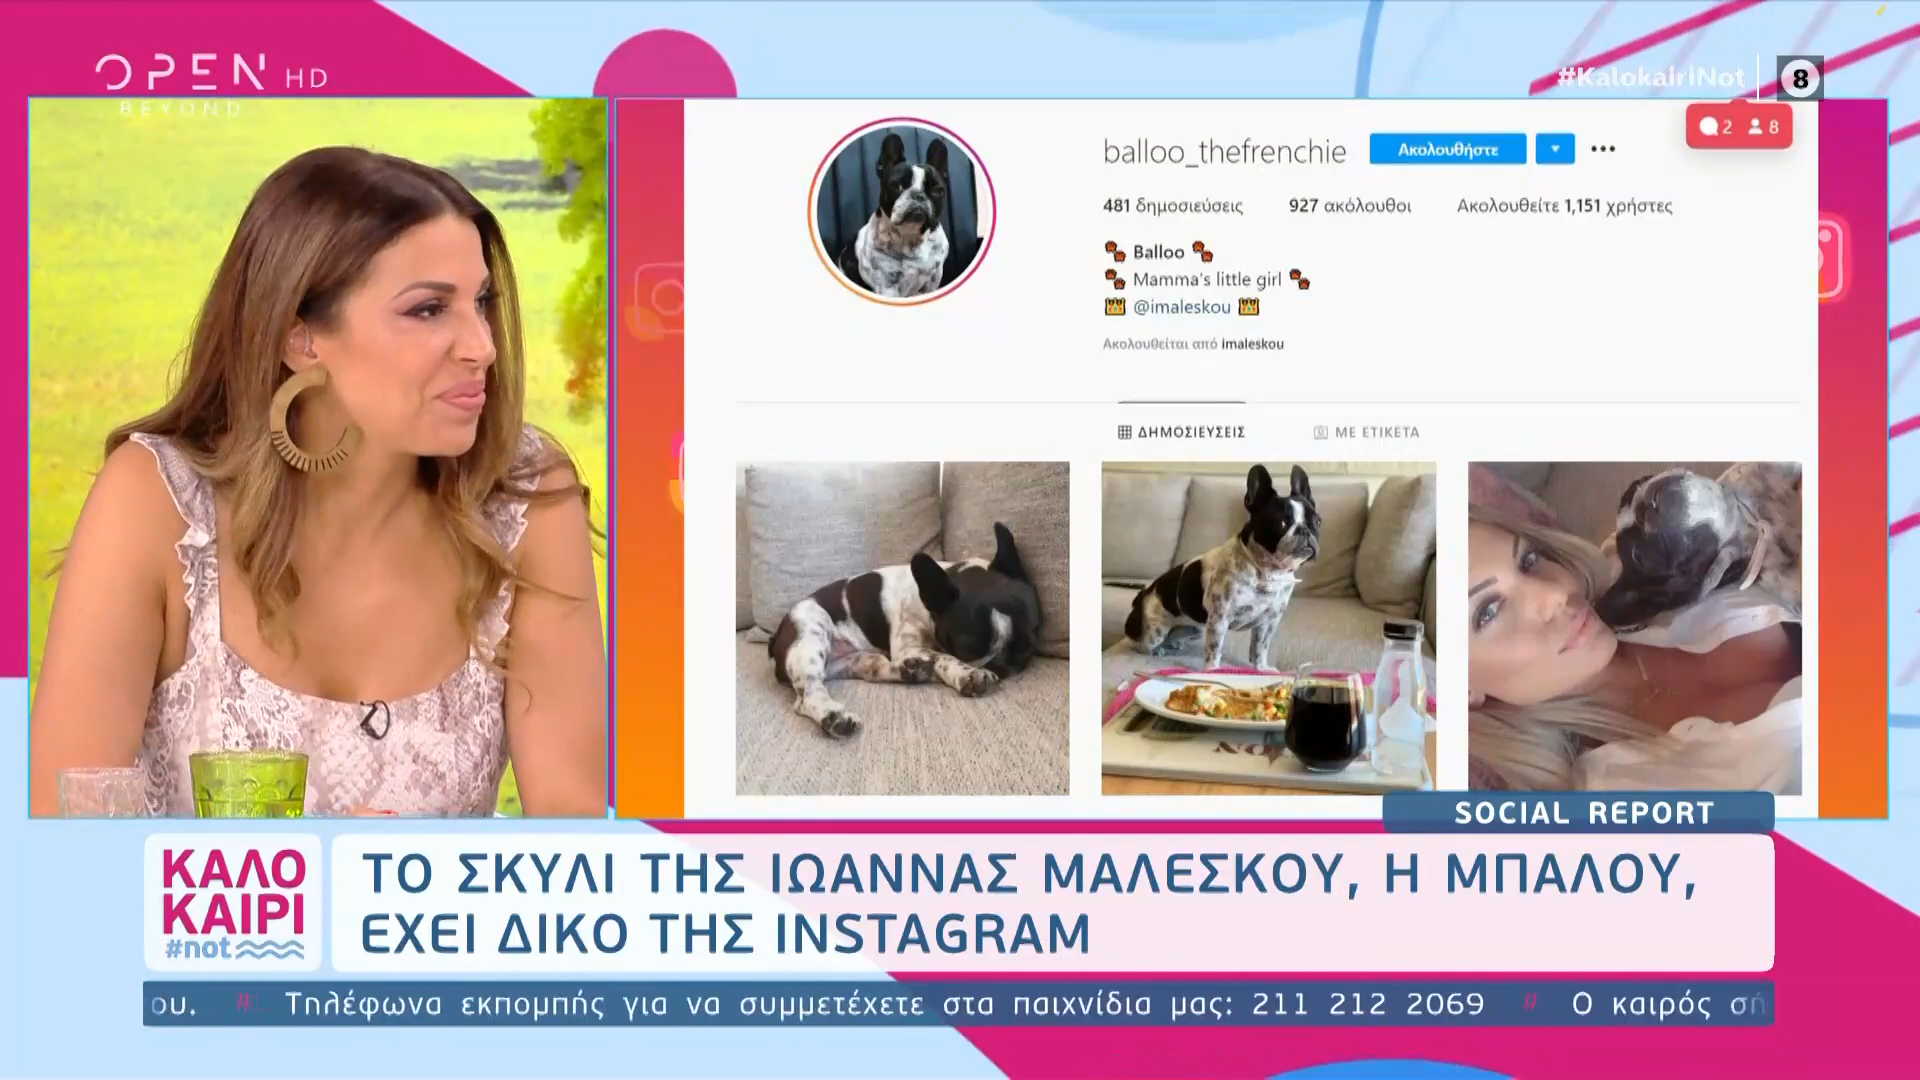 OPEN HD
BEYOND
#KalokairiNot
8
2 8
balloo_thefrenchie Ακολουθήστε
481 δημοσιεύσεις 927 ακόλουθοι Ακολουθείτε 1,151 χρήστες
🐾 Balloo 🐾
🐾 Mamma's little girl 🐾
👑 @imaleskou 👑
Ακολουθείται από imaleskou
ΔΗΜΟΣΙΕΥΣΕΙΣ ΜΕ ΕΤΙΚΕΤΑ
SOCIAL REPORT
ΚΑΛΟ
ΚΑΙΡΙ
#not
ΤΟ ΣΚΥΛΙ ΤΗΣ ΙΩΑΝΝΑΣ ΜΑΛΕΣΚΟΥ, Η ΜΠΑΛΟΥ,
ΕΧΕΙ ΔΙΚΟ ΤΗΣ INSTAGRAM
ου. # Τηλέφωνα εκπομπής για να συμμετέχετε στα παιχνίδια μας: 211 212 2069 # Ο καιρός σή